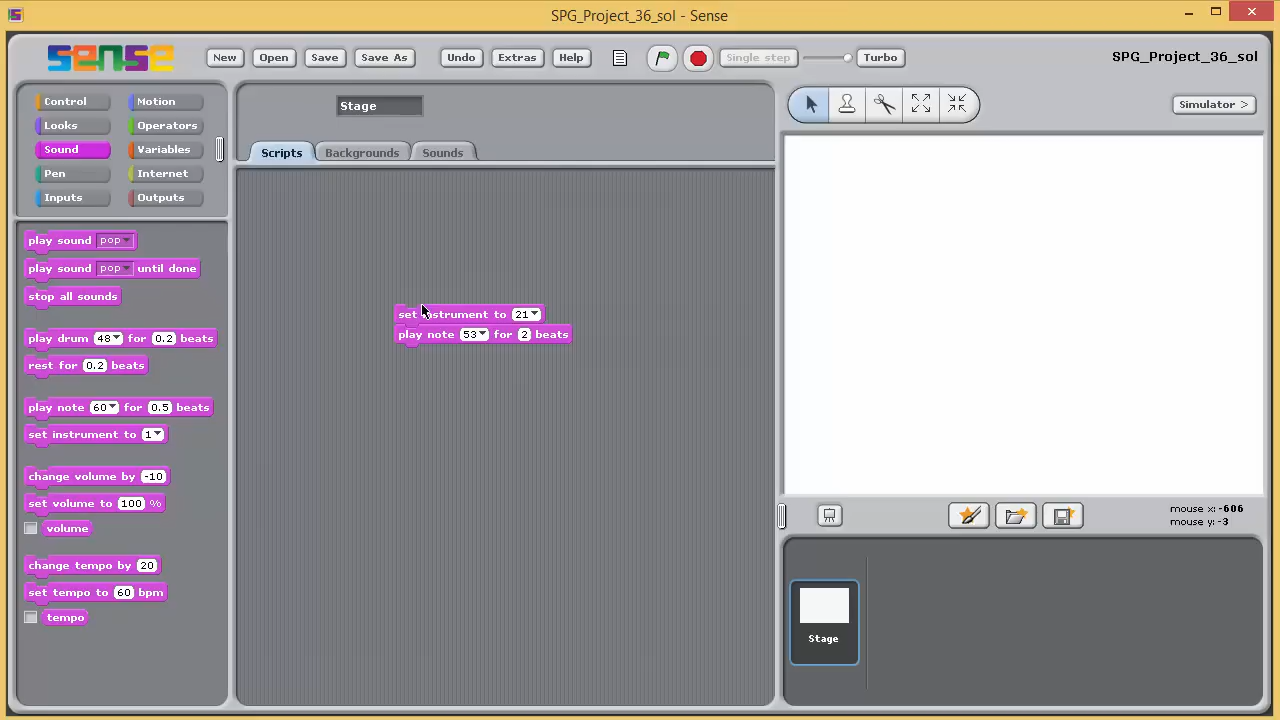 SPG_Project_36_sol - Sense
sense
New Open Save Save As Undo Extras Help Single step Turbo SPG_Project_36_sol
Control Motion
Looks Operators
Sound Variables
Pen Internet
Inputs Outputs
play sound pop
play sound pop until done
stop all sounds
play drum 48 for 0.2 beats
rest for 0.2 beats
play note 60 for 0.5 beats
set instrument to 1
change volume by -10
set volume to 100 %
volume
change tempo by 20
set tempo to 60 bpm
tempo
Stage
Scripts Backgrounds Sounds
set instrument to 21
play note 53 for 2 beats
Simulator >
mouse x: -606
mouse y: -3
Stage